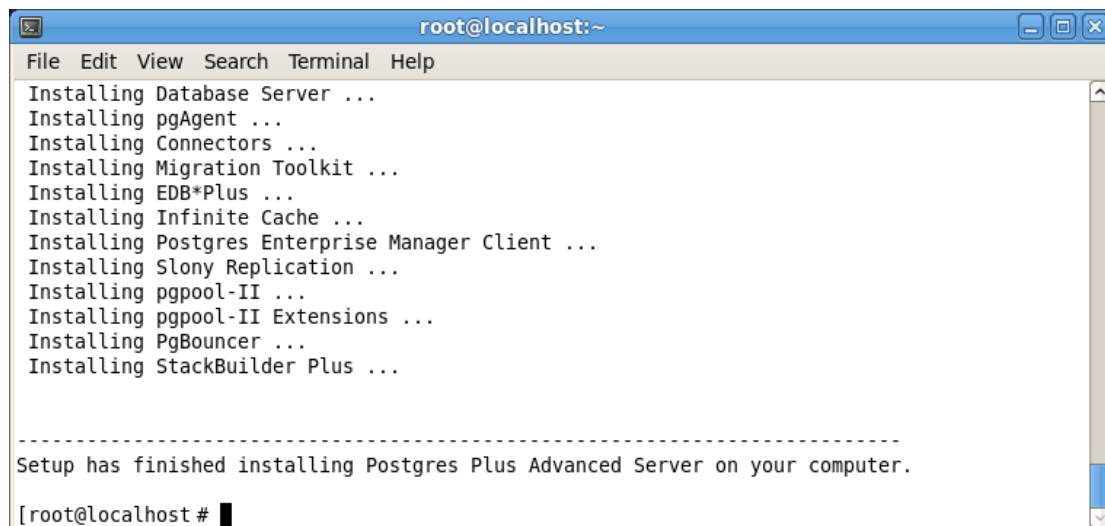 root@localhost:~
File Edit View Search Terminal Help
Installing Database Server ...
Installing pgAgent ...
Installing Connectors ...
Installing Migration Toolkit ...
Installing EDB*Plus ...
Installing Infinite Cache ...
Installing Postgres Enterprise Manager Client ...
Installing Slony Replication ...
Installing pgpool-II ...
Installing pgpool-II Extensions ...
Installing PgBouncer ...
Installing StackBuilder Plus ...
----------------------------------------------------------------------------
Setup has finished installing Postgres Plus Advanced Server on your computer.
[root@localhost #